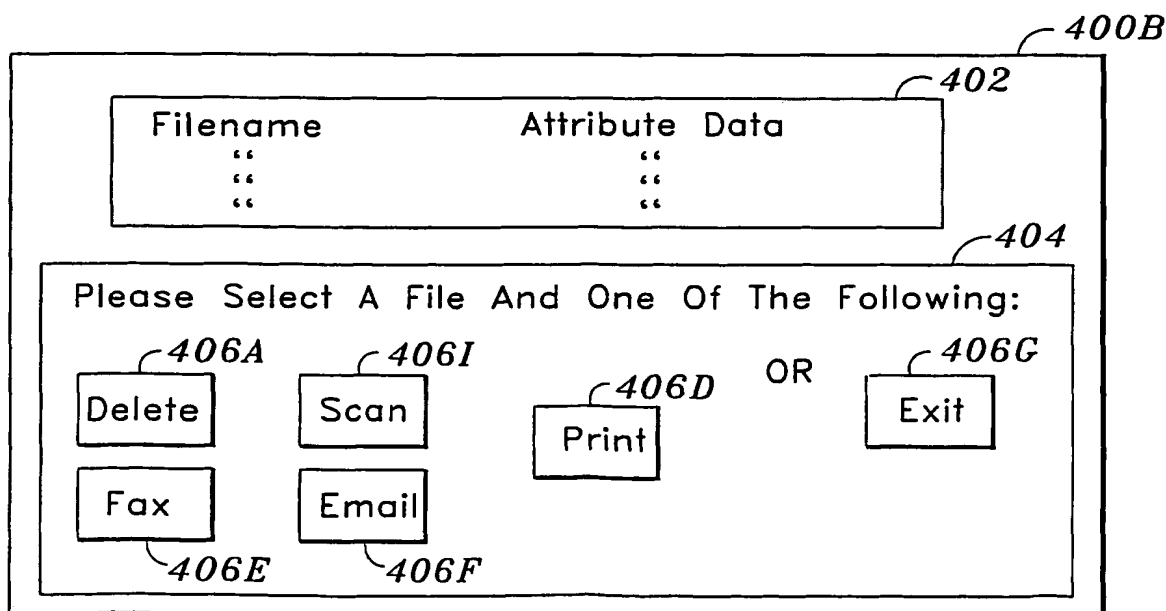 400B
402
Filename Attribute Data
“ “
“ “
“ “
404
Please Select A File And One Of The Following:
406A 406I 406D OR 406G
Delete Scan Print Exit
Fax Email
406E 406F